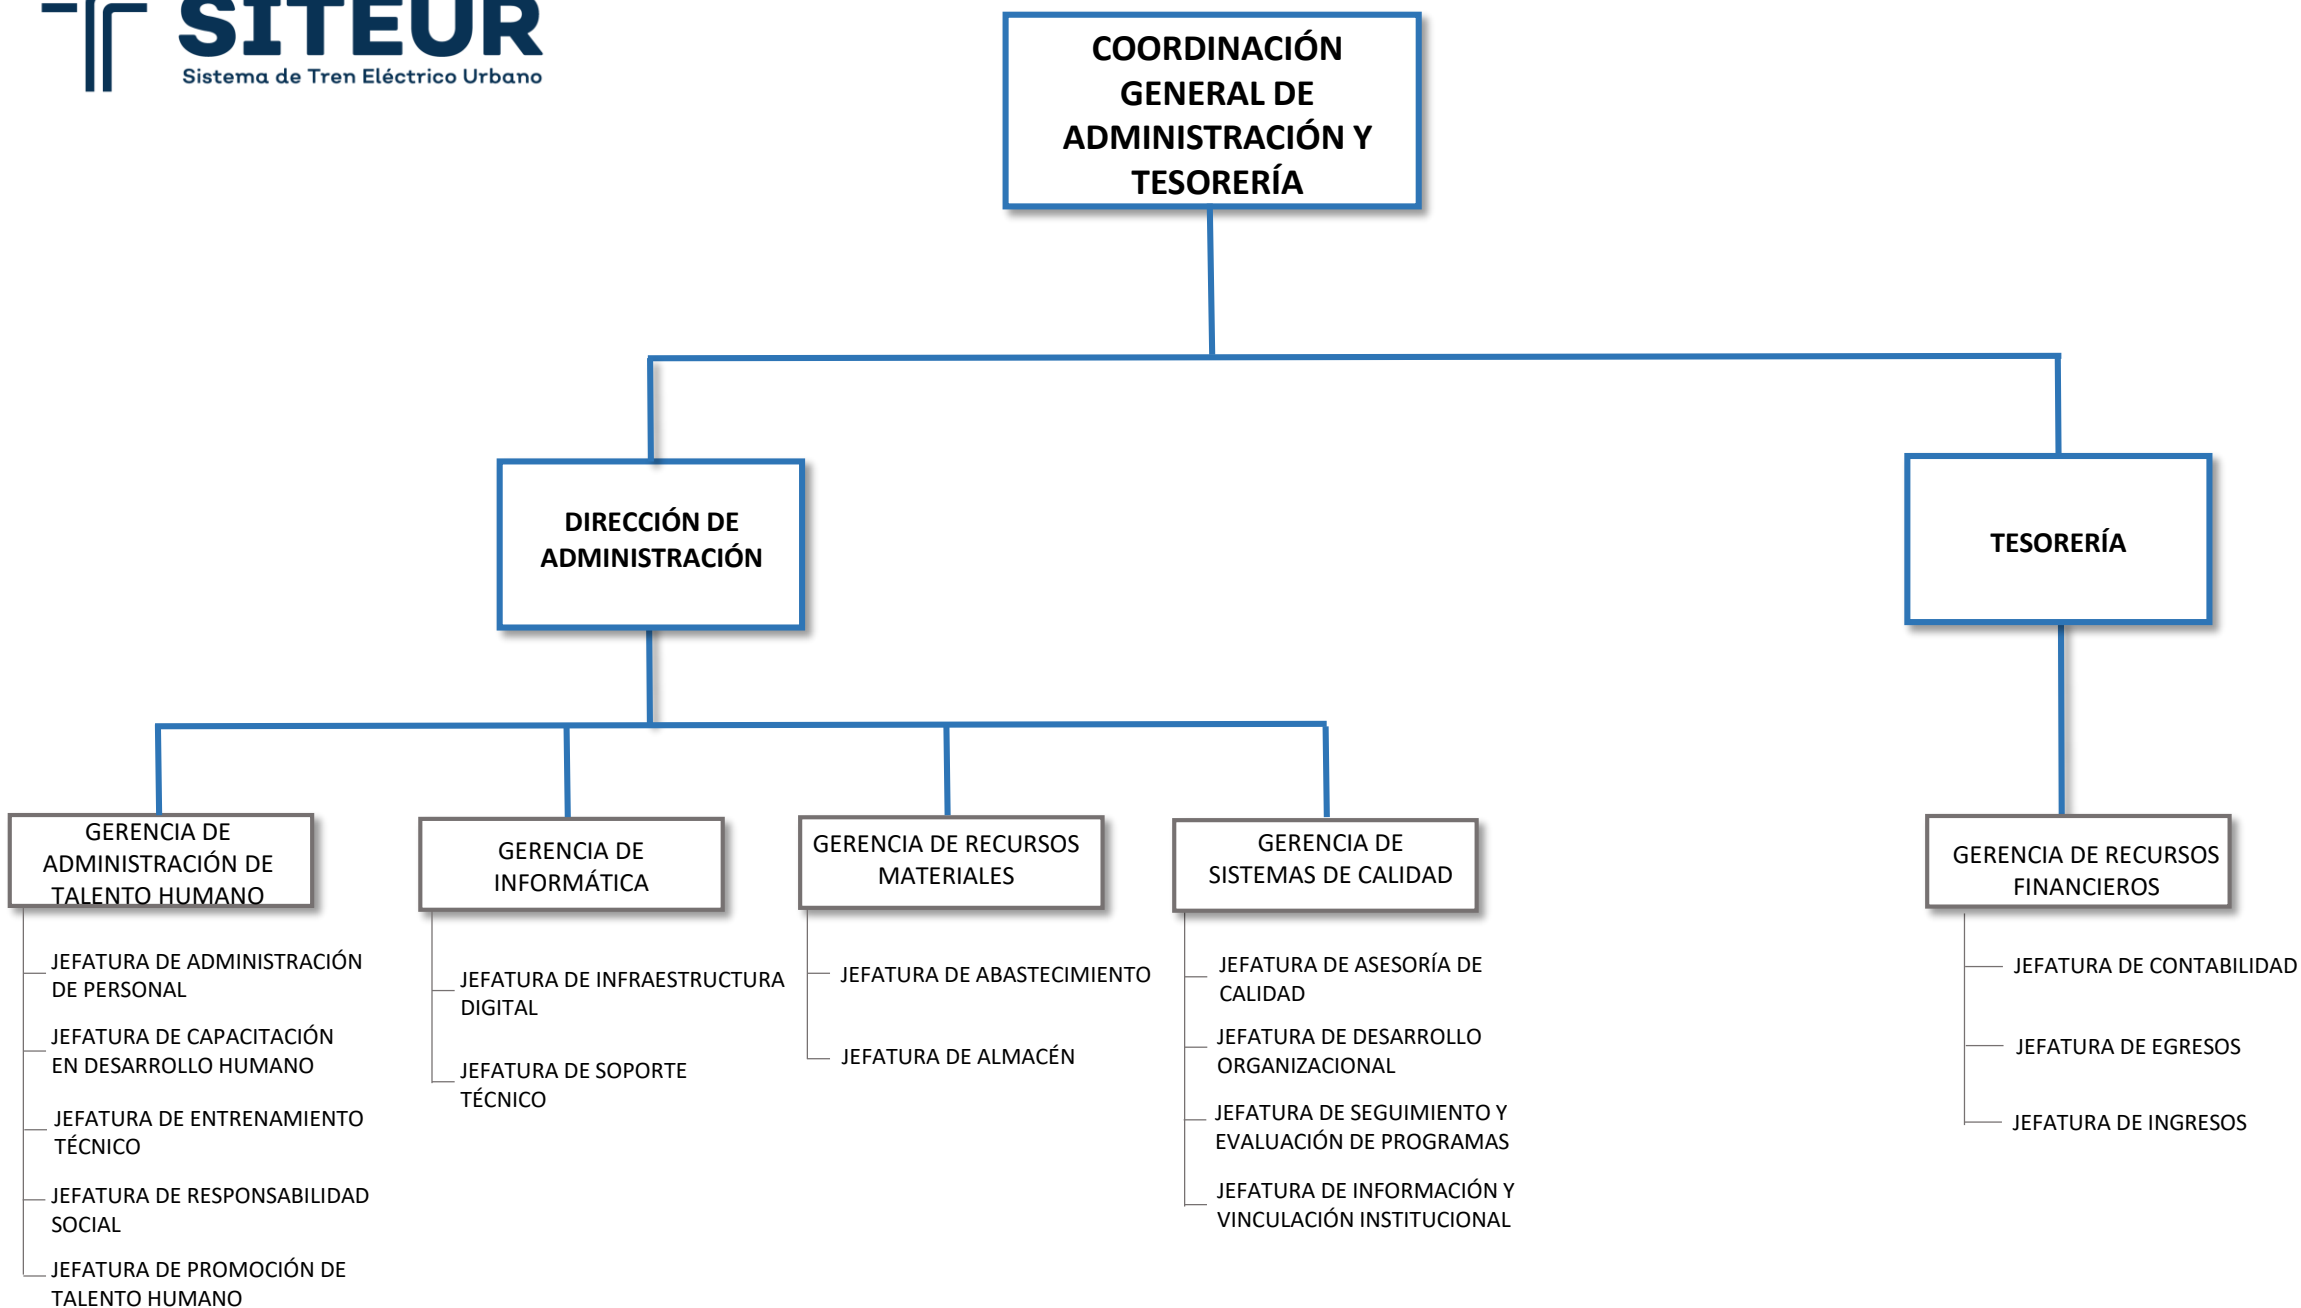 SITEUR
Sistema de Tren Eléctrico Urbano
COORDINACIÓN
GENERAL DE
ADMINISTRACIÓN Y
TESORERÍA
DIRECCIÓN DE
ADMINISTRACIÓN
TESORERÍA
GERENCIA DE
ADMINISTRACIÓN DE
TALENTO HUMANO
JEFATURA DE ADMINISTRACIÓN
DE PERSONAL
JEFATURA DE CAPACITACIÓN
EN DESARROLLO HUMANO
JEFATURA DE ENTRENAMIENTO
TÉCNICO
JEFATURA DE RESPONSABILIDAD
SOCIAL
JEFATURA DE PROMOCIÓN DE
TALENTO HUMANO
GERENCIA DE
INFORMÁTICA
JEFATURA DE INFRAESTRUCTURA
DIGITAL
JEFATURA DE SOPORTE
TÉCNICO
GERENCIA DE RECURSOS
MATERIALES
JEFATURA DE ABASTECIMIENTO
JEFATURA DE ALMACÉN
GERENCIA DE
SISTEMAS DE CALIDAD
JEFATURA DE ASESORÍA DE
CALIDAD
JEFATURA DE DESARROLLO
ORGANIZACIONAL
JEFATURA DE SEGUIMIENTO Y
EVALUACIÓN DE PROGRAMAS
JEFATURA DE INFORMACIÓN Y
VINCULACIÓN INSTITUCIONAL
GERENCIA DE RECURSOS
FINANCIEROS
JEFATURA DE CONTABILIDAD
JEFATURA DE EGRESOS
JEFATURA DE INGRESOS